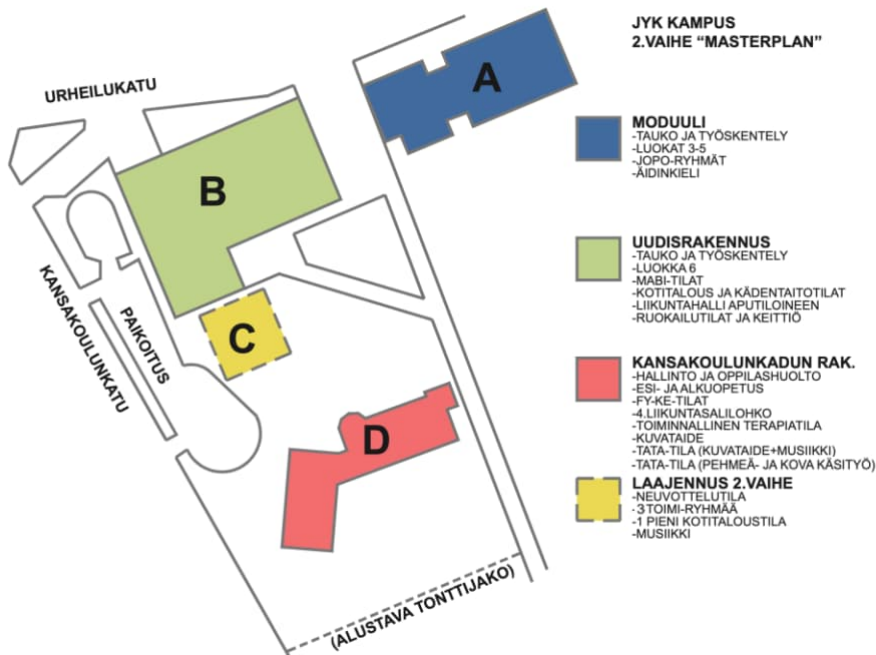 JYK KAMPUS
2.VAIHE “MASTERPLAN”
URHEILUKATU
A
B
C
D
KANSAKOULUNKATU
PAIKOITUS
(ALUSTAVA TONTTIJAKO)
MODUULI
-TAUKO JA TYÖSKENTELY
-LUOKAT 3-5
-JOPO-RYHMÄT
-ÄIDINKIELI
UUDISRAKENNUS
-TAUKO JA TYÖSKENTELY
-LUOKKA 6
-MABI-TILAT
-KOTITALOUS JA KÄDENTAITOTILAT
-LIIKUNTAHALLI APUTILOINEEN
-RUOKAILUTILAT JA KEITTIÖ
KANSAKOULUNKADUN RAK.
-HALLINTO JA OPPILASHUOLTO
-ESI- JA ALKUOPETUS
-FY-KE-TILAT
-4.LIIKUNTASALILOHKO
-TOIMINNALLINEN TERAPIATILA
-KUVATAIDE
-TATA-TILA (KUVATAIDE+MUSIIKKI)
-TATA-TILA (PEHMEÄ- JA KOVA KÄSITYÖ)
LAAJENNUS 2.VAIHE
-NEUVOTTELUTILA
-3 TOIMI-RYHMÄÄ
-1 PIENI KOTITALOUSTILA
-MUSIIKKI